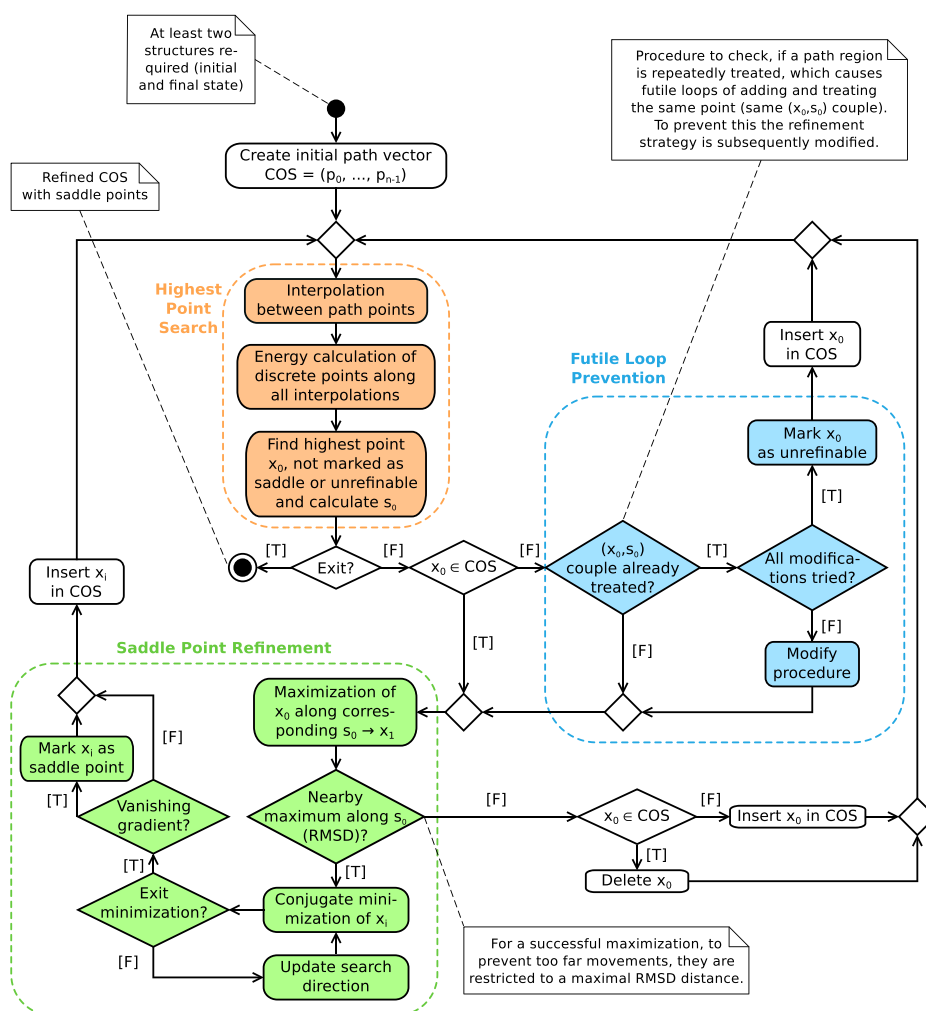 At least two
structures re-
quired (initial
and final state)
Procedure to check, if a path region
is repeatedly treated, which causes
futile loops of adding and treating
the same point (same (x₀,s₀) couple).
To prevent this the refinement
strategy is subsequently modified.
Create initial path vector
COS = (p₀, ..., pₙ₋₁)
Refined COS
with saddle points
Highest
Point
Search
Interpolation
between path points
Energy calculation of
discrete points along
all interpolations
Find highest point
x₀, not marked as
saddle or unrefinable
and calculate s₀
Insert x₀
in COS
Futile Loop
Prevention
Mark x₀
as unrefinable
[T]
[T]
Exit?
[F]
x₀ ∈ COS
[F]
(x₀,s₀)
couple already
treated?
[T]
All modifica-
tions tried?
[F]
Modify
procedure
[T]
[F]
Insert xᵢ
in COS
Saddle Point Refinement
Maximization of
x₀ along corres-
ponding s₀ → x₁
[F]
Mark xᵢ as
saddle point
[T]
Vanishing
gradient?
Nearby
maximum along s₀
(RMSD)?
[F]
x₀ ∈ COS
[F]
Insert x₀ in COS
[T]
Delete x₀
[T]
[T]
Exit
minimization?
Conjugate mini-
mization of xᵢ
[F]
Update search
direction
For a successful maximization, to
prevent too far movements, they are
restricted to a maximal RMSD distance.